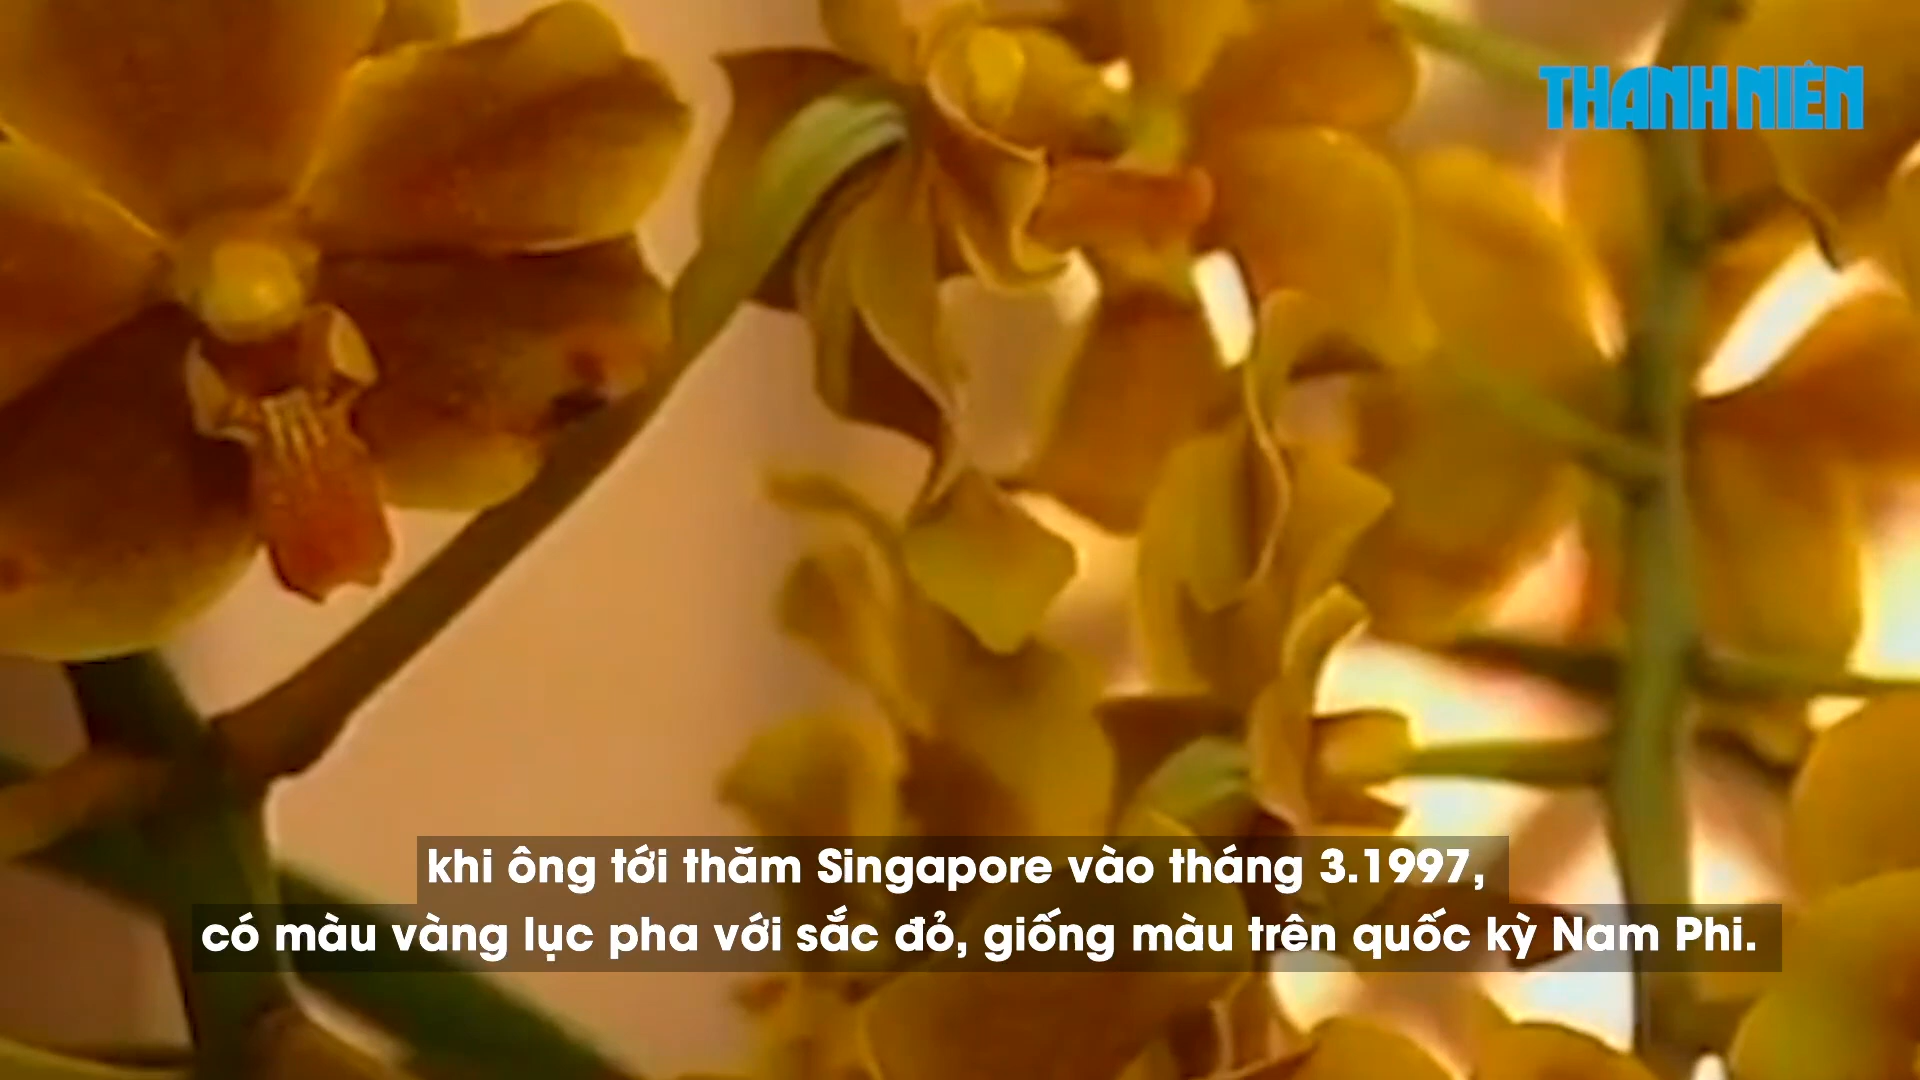 THANH NIÊN
khi ông tới thăm Singapore vào tháng 3.1997,
có màu vàng lục pha với sắc đỏ, giống màu trên quốc kỳ Nam Phi.